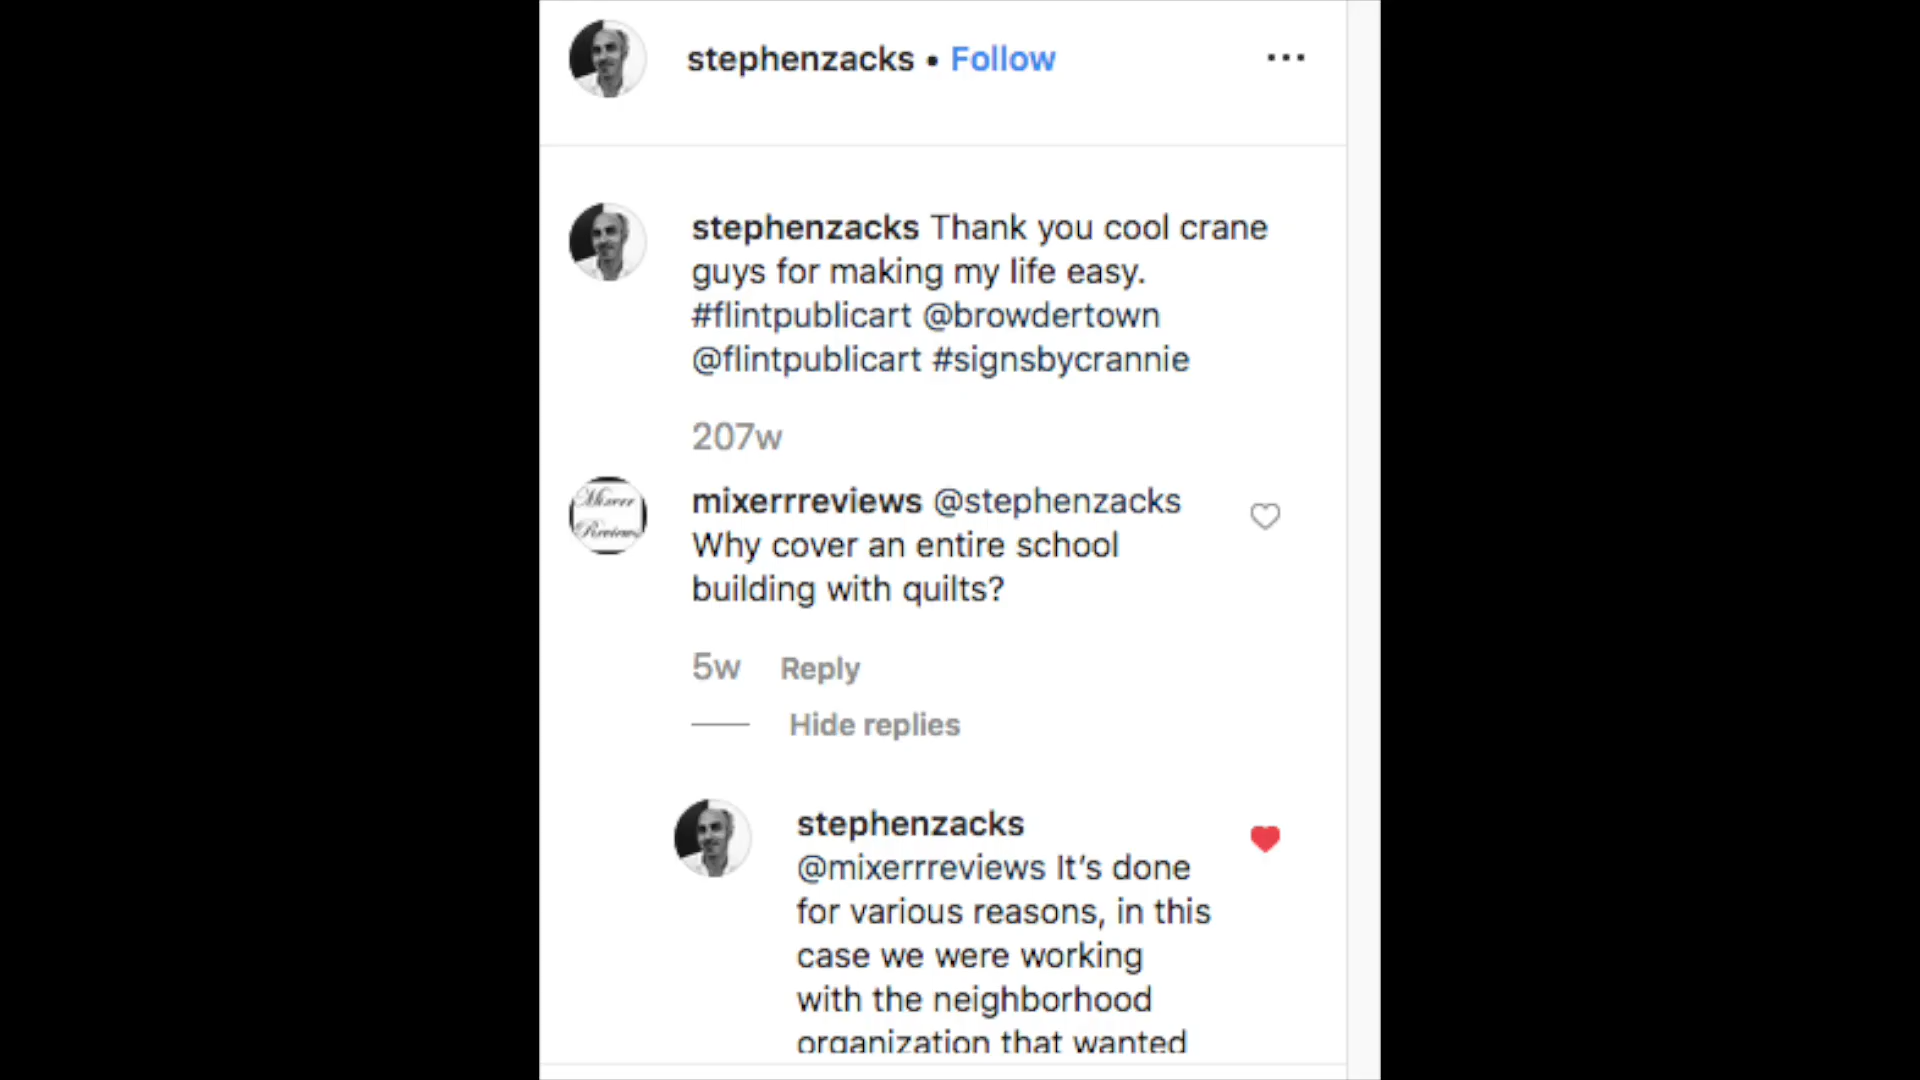 stephenzacks • Follow
stephenzacks Thank you cool crane
guys for making my life easy.
#flintpublicart @browdertown
@flintpublicart #signsbycrannie
207w
Mixerr
Reviews
mixerrreviews @stephenzacks
Why cover an entire school
building with quilts?
5w Reply
Hide replies
stephenzacks
@mixerrreviews It’s done
for various reasons, in this
case we were working
with the neighborhood
organization that wanted